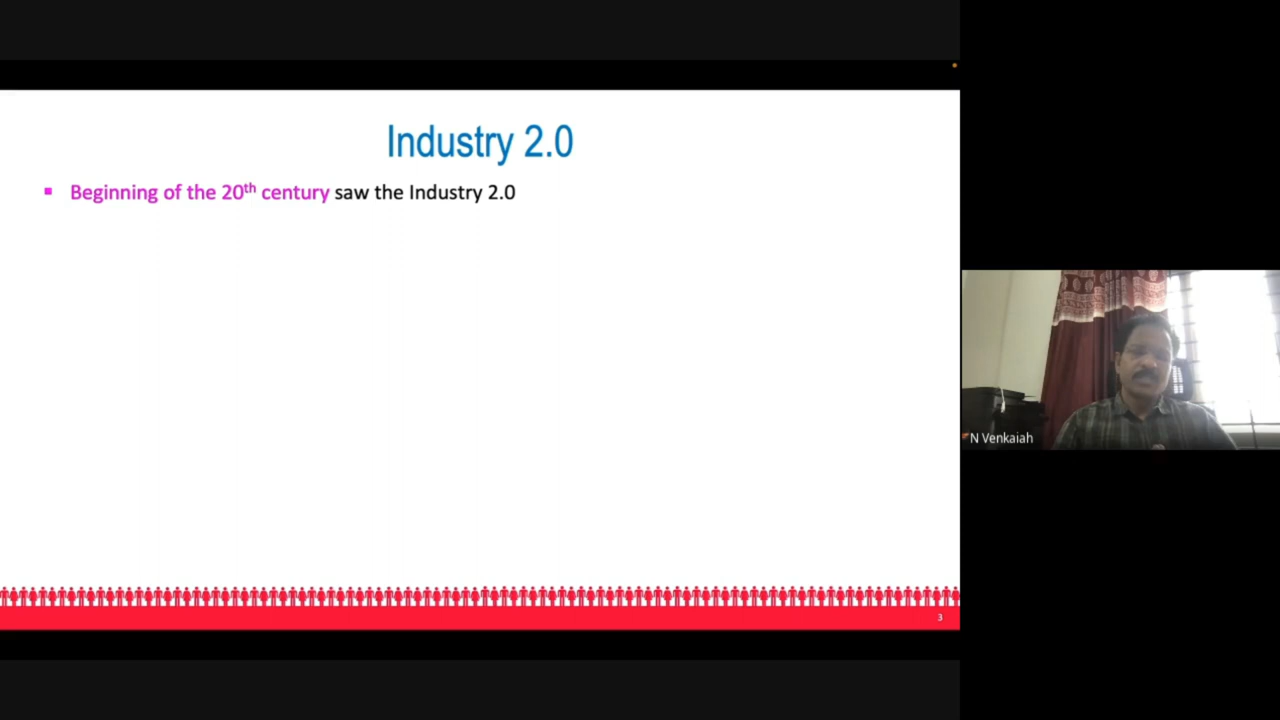 Industry 2.0
▪ Beginning of the 20th century saw the Industry 2.0
N Venkaiah
3